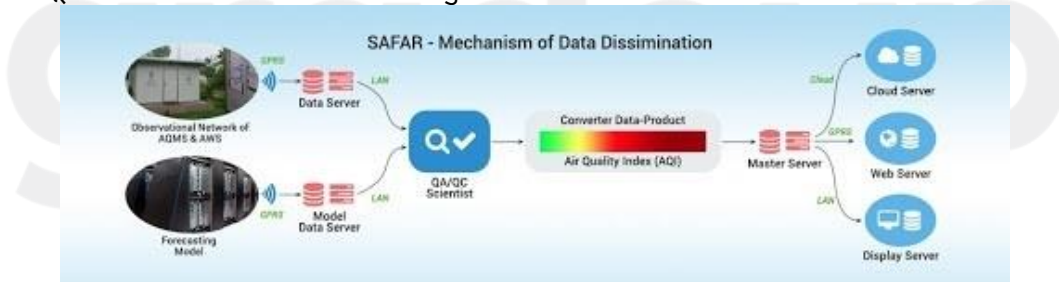 SAFAR - Mechanism of Data Dissimination
GPRS
LAN
Data Server
Observational Network of
AQMS & AWS
GPRS
LAN
Model
Data Server
Forecasting
Model
QA/QC
Scientist
Converter Data-Product
Air Quality Index (AQI)
Master Server
Cloud
Cloud Server
GPRS
Web Server
LAN
Display Server